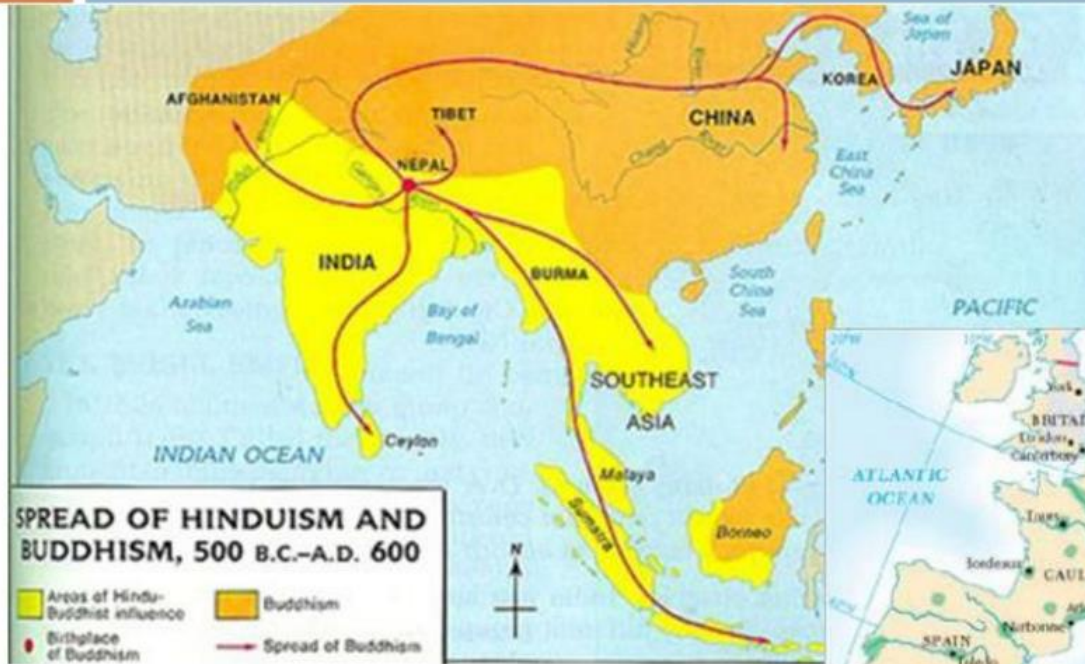 Sea of
Japan
JAPAN
KOREA
AFGHANISTAN
TIBET
CHINA
NEPAL
East
China
Sea
INDIA
BURMA
South
China
Sea
Arabian
Sea
Bay of
Bengal
PACIFIC
SOUTHEAST
ASIA
Ceylon
INDIAN OCEAN
Malaya
Sumatra
Borneo
SPREAD OF HINDUISM AND
BUDDHISM, 500 B.C.–A.D. 600
Areas of Hindu-
Buddhist influence
Buddhism
Birthplace
of Buddhism
Spread of Buddhism
N
20°W
10°W
York
ATLANTIC
OCEAN
London
Canterbury
Tours
Bordeaux
Narbonne
SPAIN